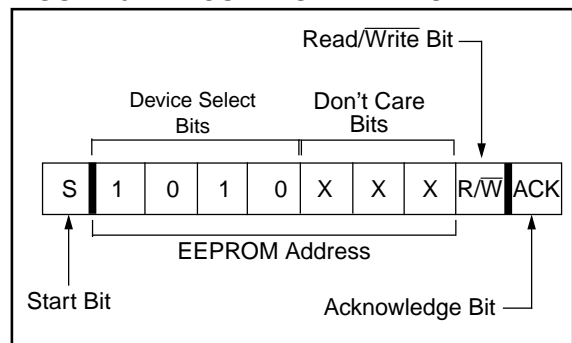 Read/Write Bit
Device Select
Bits
Don't Care
Bits
S 1 0 1 0 X X X R/W ACK
EEPROM Address
Start Bit
Acknowledge Bit